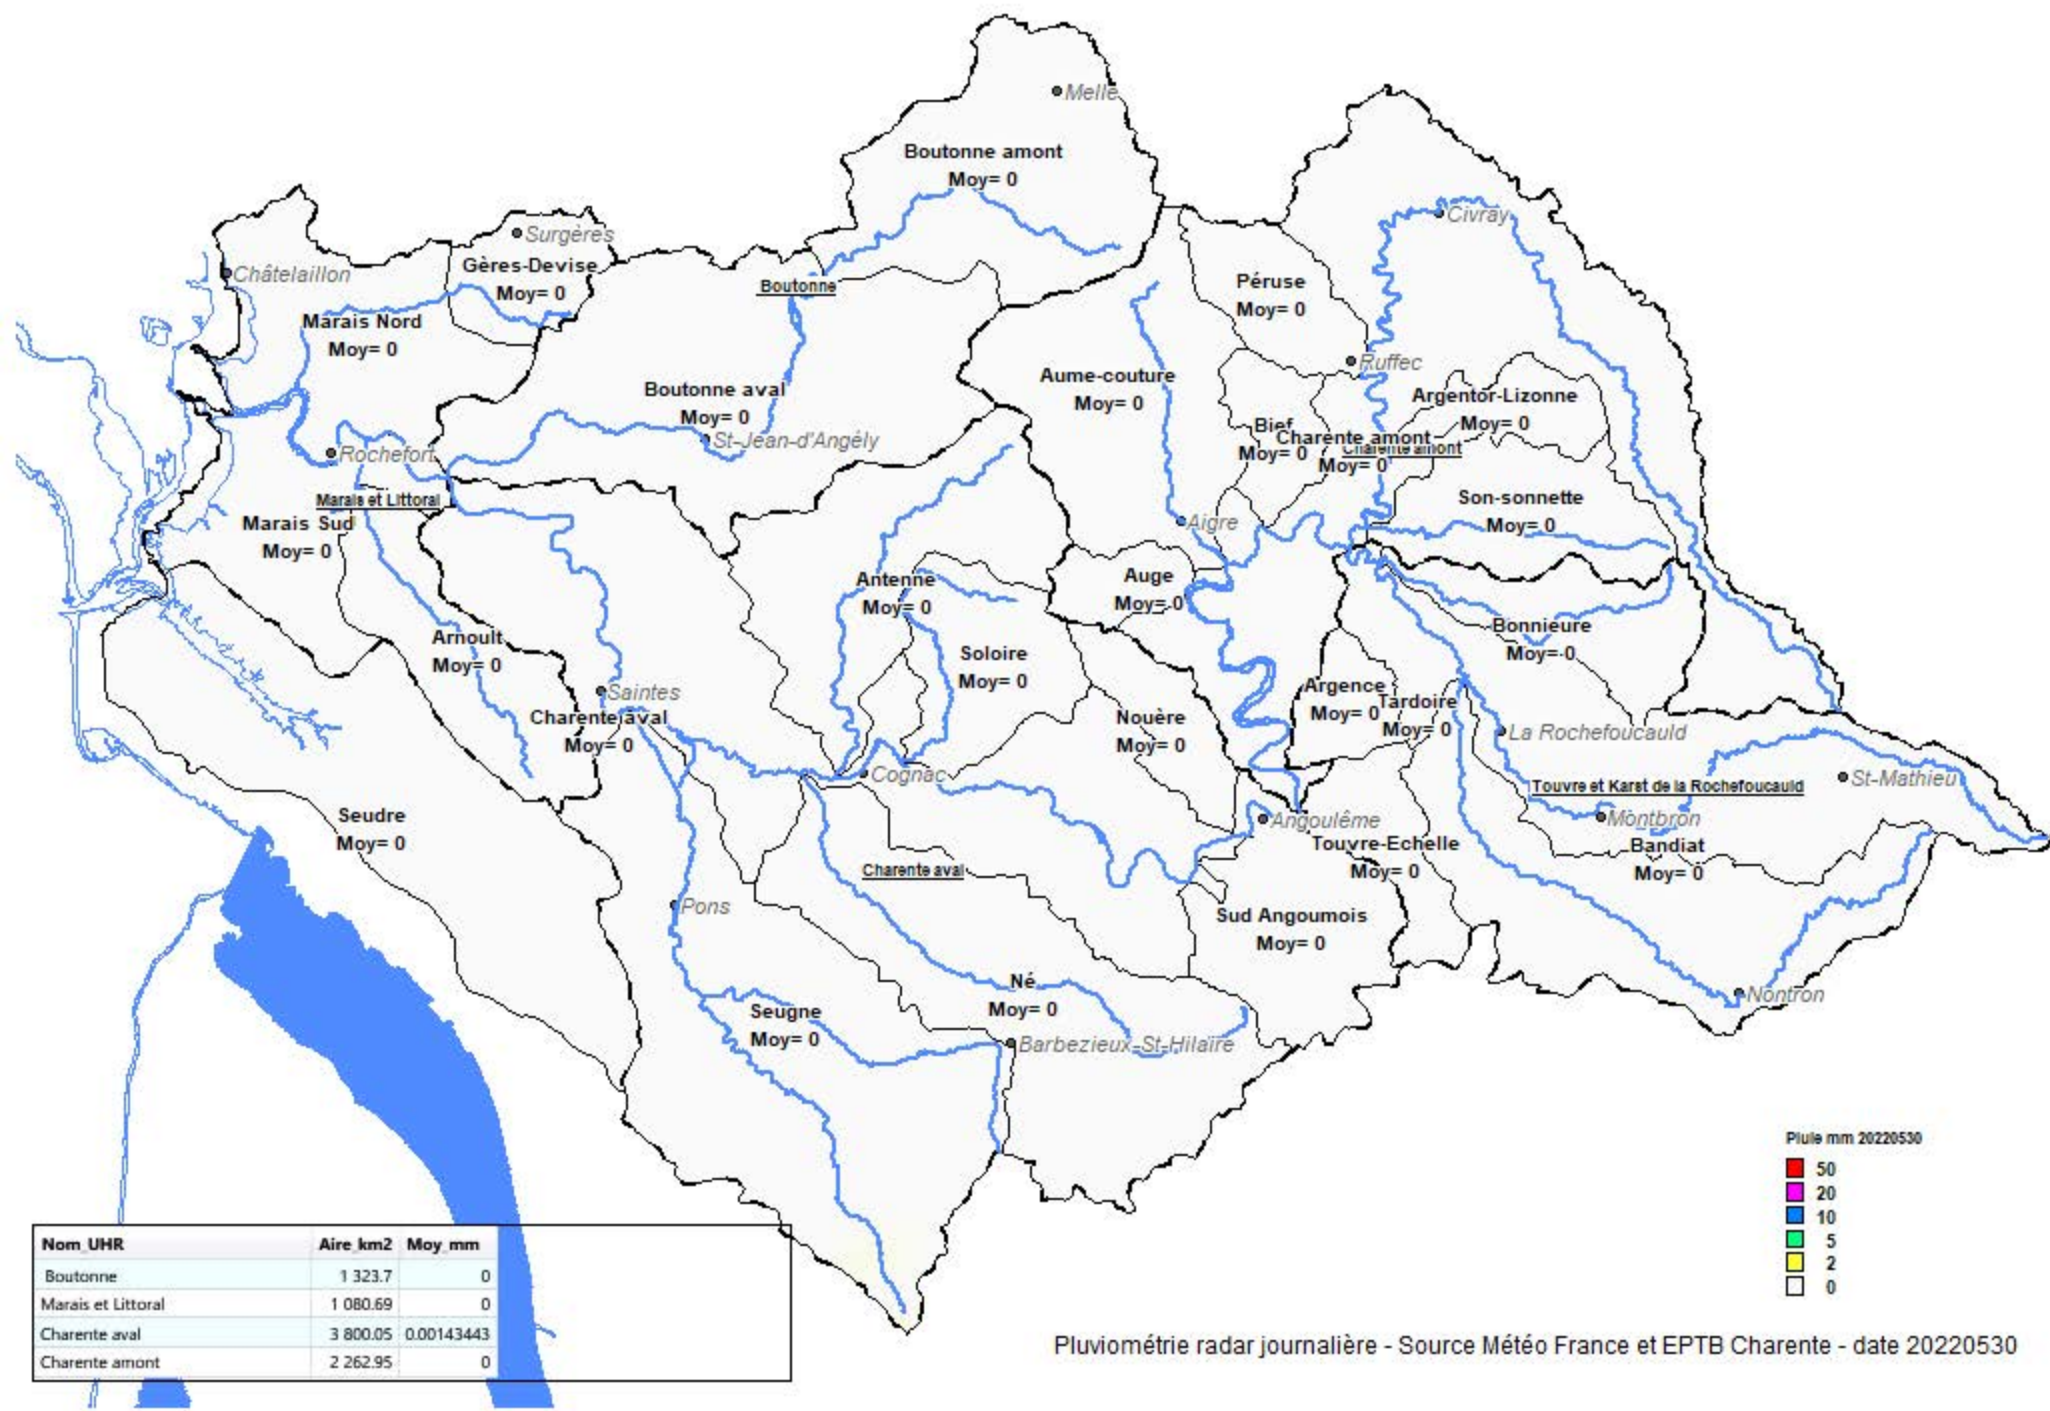 Melle
Boutonne amont
Moy= 0
Civray
Surgères
Châtelaillon
Gères-Devise
Moy= 0
Boutonne
Péruse
Moy= 0
Marais Nord
Moy= 0
Ruffec
Aume-couture
Moy= 0
Boutonne aval
Moy= 0
Argentor-Lizonne
Moy= 0
Bief
Moy= 0
Charente amont
Moy= 0
Charente amont
St-Jean-d'Angély
Rochefort
Marais et Littoral
Son-sonnette
Moy= 0
Marais Sud
Moy= 0
Aigre
Antenne
Moy= 0
Auge
Moy= 0
Bonnieure
Moy= 0
Arnoult
Moy= 0
Soloire
Moy= 0
Saintes
Argence
Moy= 0
Tardoire
Moy= 0
Charente aval
Moy= 0
Nouère
Moy= 0
La Rochefoucauld
Cognac
St-Mathieu
Touvre et Karst de la Rochefoucauld
Seudre
Moy= 0
Angoulême
Montbron
Touvre-Echelle
Moy= 0
Bandiat
Moy= 0
Charente aval
Pons
Sud Angoumois
Moy= 0
Né
Moy= 0
Nontron
Seugne
Moy= 0
Barbezieux-St-Hilaire
Pluie mm 20220530
50
20
10
5
2
0
Nom_UHR Aire_km2 Moy_mm
Boutonne 1 323.7 0
Marais et Littoral 1 080.69 0
Charente aval 3 800.05 0.00143443
Charente amont 2 262.95 0
Pluviométrie radar journalière - Source Météo France et EPTB Charente - date 20220530